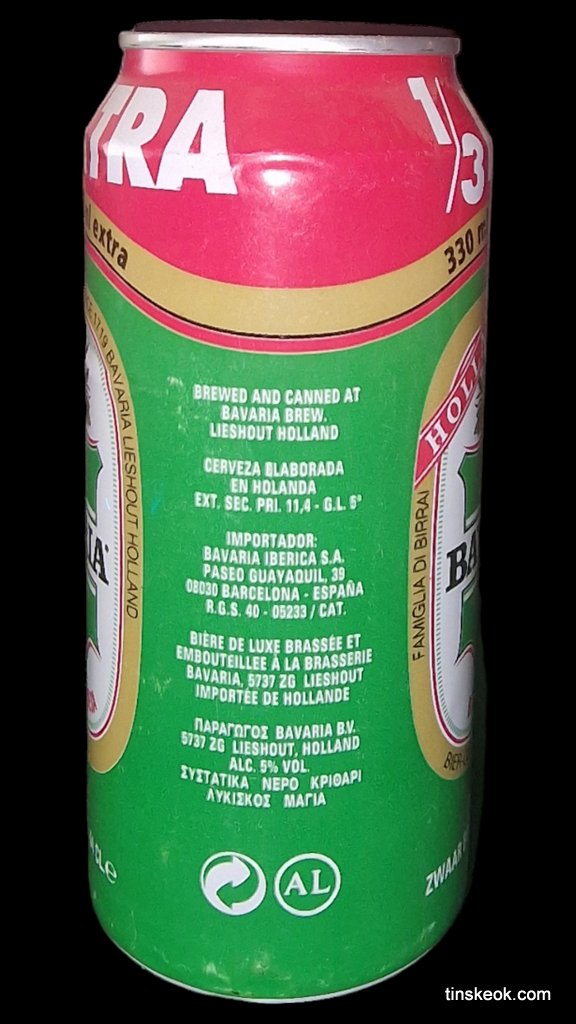 TRA
1/3
extra
330
1719 BAVARIA LIESHOUT HOLLAND
BREWED AND CANNED AT
BAVARIA BREW.
LIESHOUT HOLLAND
CERVEZA ELABORADA
EN HOLANDA
EXT. SEC. PRI. 11,4 - G.L. 5°
IMPORTADOR:
BAVARIA IBERICA S.A.
PASEO GUAYAQUIL, 39
08030 BARCELONA - ESPAÑA
R.G.S. 40 - 05233 / CAT.
BIÈRE DE LUXE BRASSÉE ET
EMBOUTEILLEE À LA BRASSERIE
BAVARIA, 5737 ZG LIESHOUT
IMPORTÉE DE HOLLANDE
ΠΑΡΑΓΩΓΟΣ BAVARIA B.V.
5737 ZG LIESHOUT, HOLLAND
ALC. 5% VOL.
ΣΥΣΤΑΤΙΚΑ ΝΕΡΟ ΚΡΙΘΑΡΙ
ΛΥΚΙΣΚΟΣ ΜΑΓΙΑ
AL
FAMIGLIA DI BIRRAI
ZWAAR
CL e
tinskeok.com